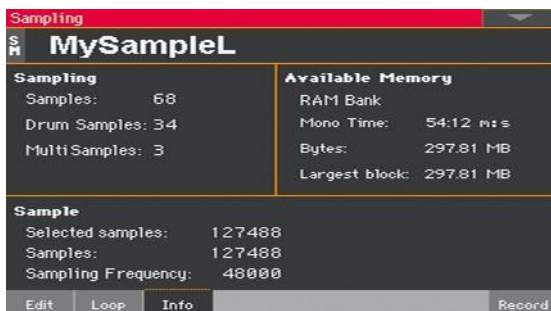 Sampling
SM MySampleL
Sampling
Samples: 68
Drum Samples: 34
MultiSamples: 3
Available Memory
RAM Bank
Mono Time: 54:12 m:s
Bytes: 297.81 MB
Largest block: 297.81 MB
Sample
Selected samples: 127488
Samples: 127488
Sampling Frequency: 48000
Edit Loop Info Record